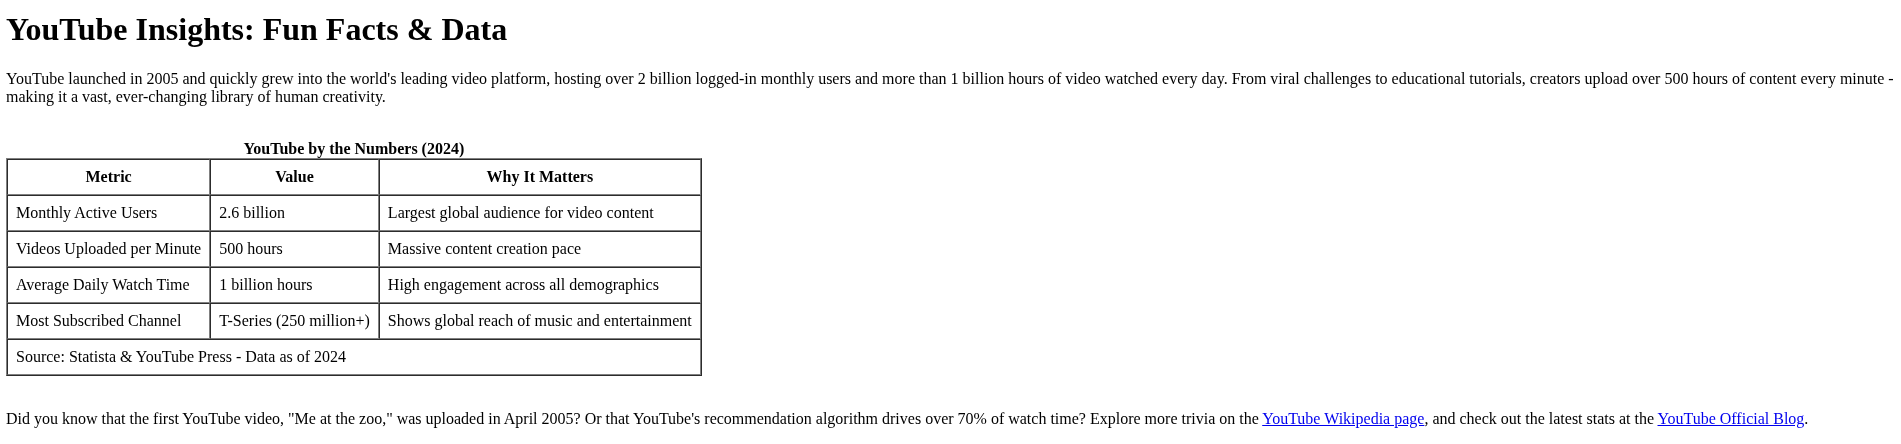 YouTube Insights: Fun Facts & Data
YouTube launched in 2005 and quickly grew into the world's leading video platform, hosting over 2 billion logged-in monthly users and more than 1 billion hours of video watched every day. From viral challenges to educational tutorials, creators upload over 500 hours of content every minute -
making it a vast, ever-changing library of human creativity.
YouTube by the Numbers (2024)
Metric Value Why It Matters
Monthly Active Users 2.6 billion Largest global audience for video content
Videos Uploaded per Minute 500 hours Massive content creation pace
Average Daily Watch Time 1 billion hours High engagement across all demographics
Most Subscribed Channel T-Series (250 million+) Shows global reach of music and entertainment
Source: Statista & YouTube Press - Data as of 2024
Did you know that the first YouTube video, "Me at the zoo," was uploaded in April 2005? Or that YouTube's recommendation algorithm drives over 70% of watch time? Explore more trivia on the YouTube Wikipedia page, and check out the latest stats at the YouTube Official Blog.